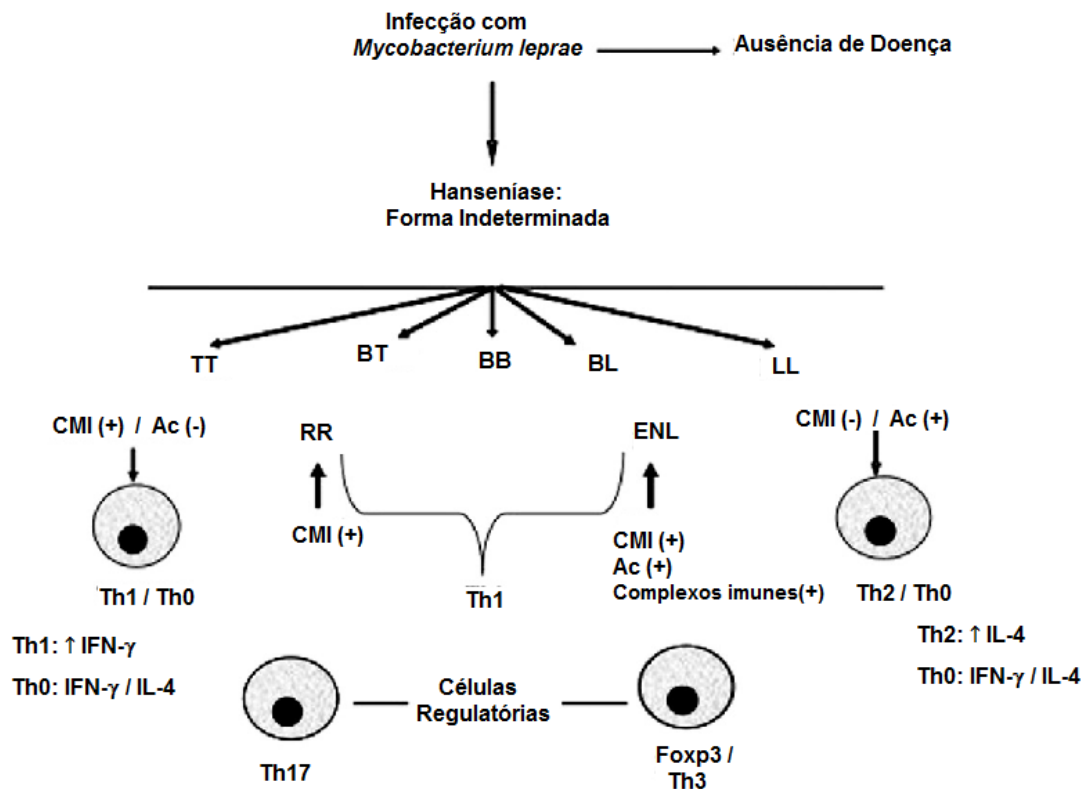 Infecção com
Mycobacterium leprae
Ausência de Doença
Hanseníase:
Forma Indeterminada
TT
BT
BB
BL
LL
CMI (+) / Ac (-)
RR
ENL
CMI (-) / Ac (+)
CMI (+)
CMI (+)
Ac (+)
Complexos imunes(+)
Th1 / Th0
Th1
Th2 / Th0
Th1: ↑ IFN-γ
Th0: IFN-γ / IL-4
Th2: ↑ IL-4
Th0: IFN-γ / IL-4
Células
Regulatórias
Th17
Foxp3 /
Th3